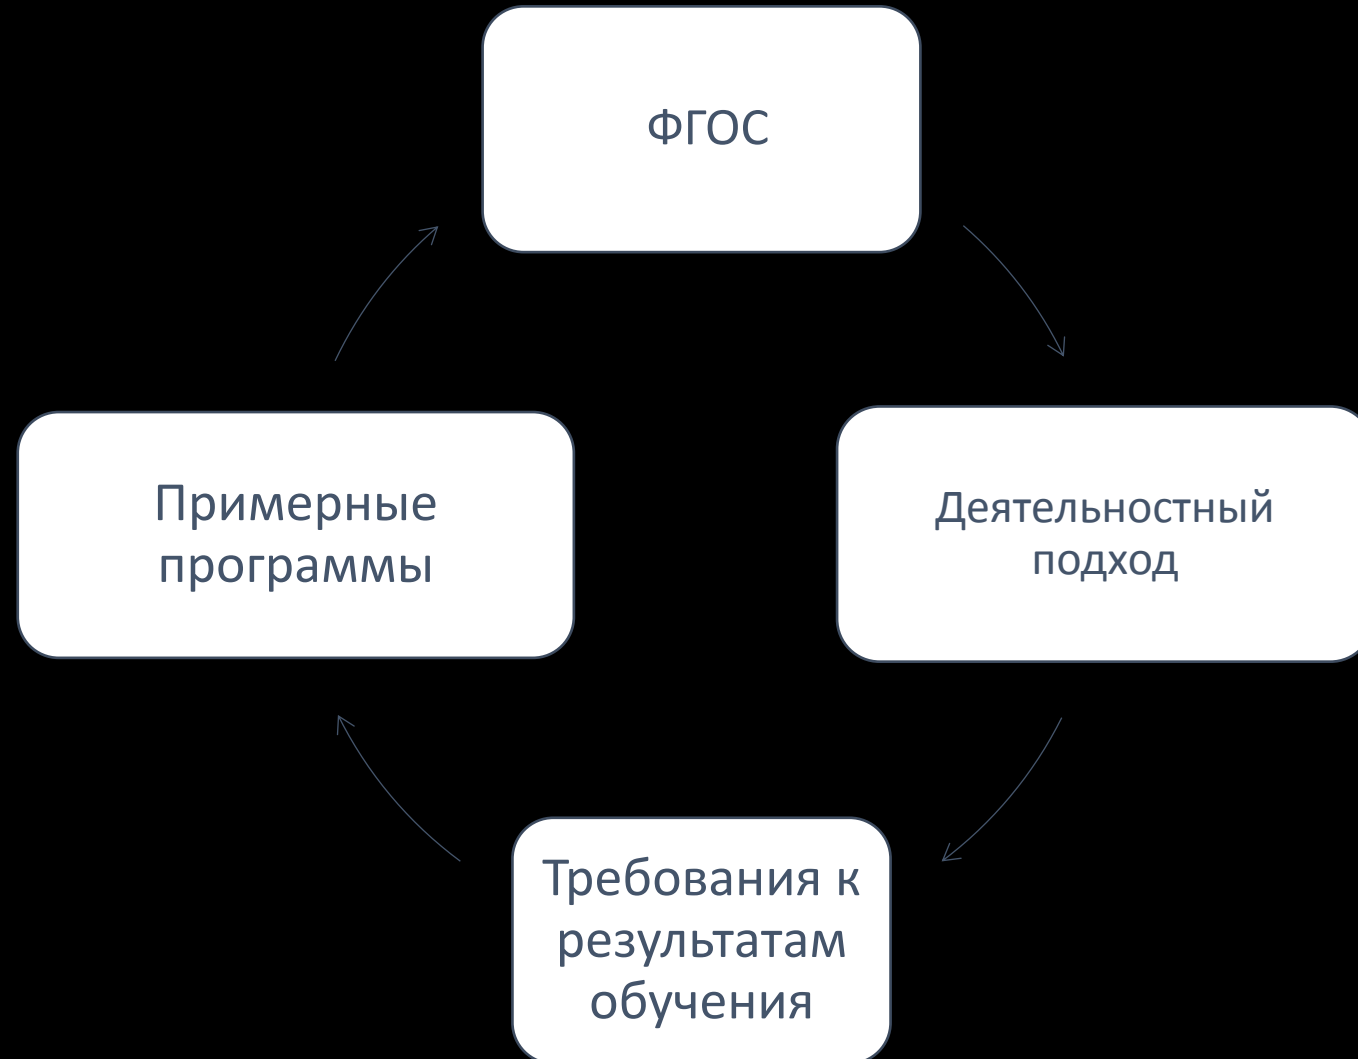 ФГОС
Примерные
программы
Деятельностный
подход
Требования к
результатам
обучения